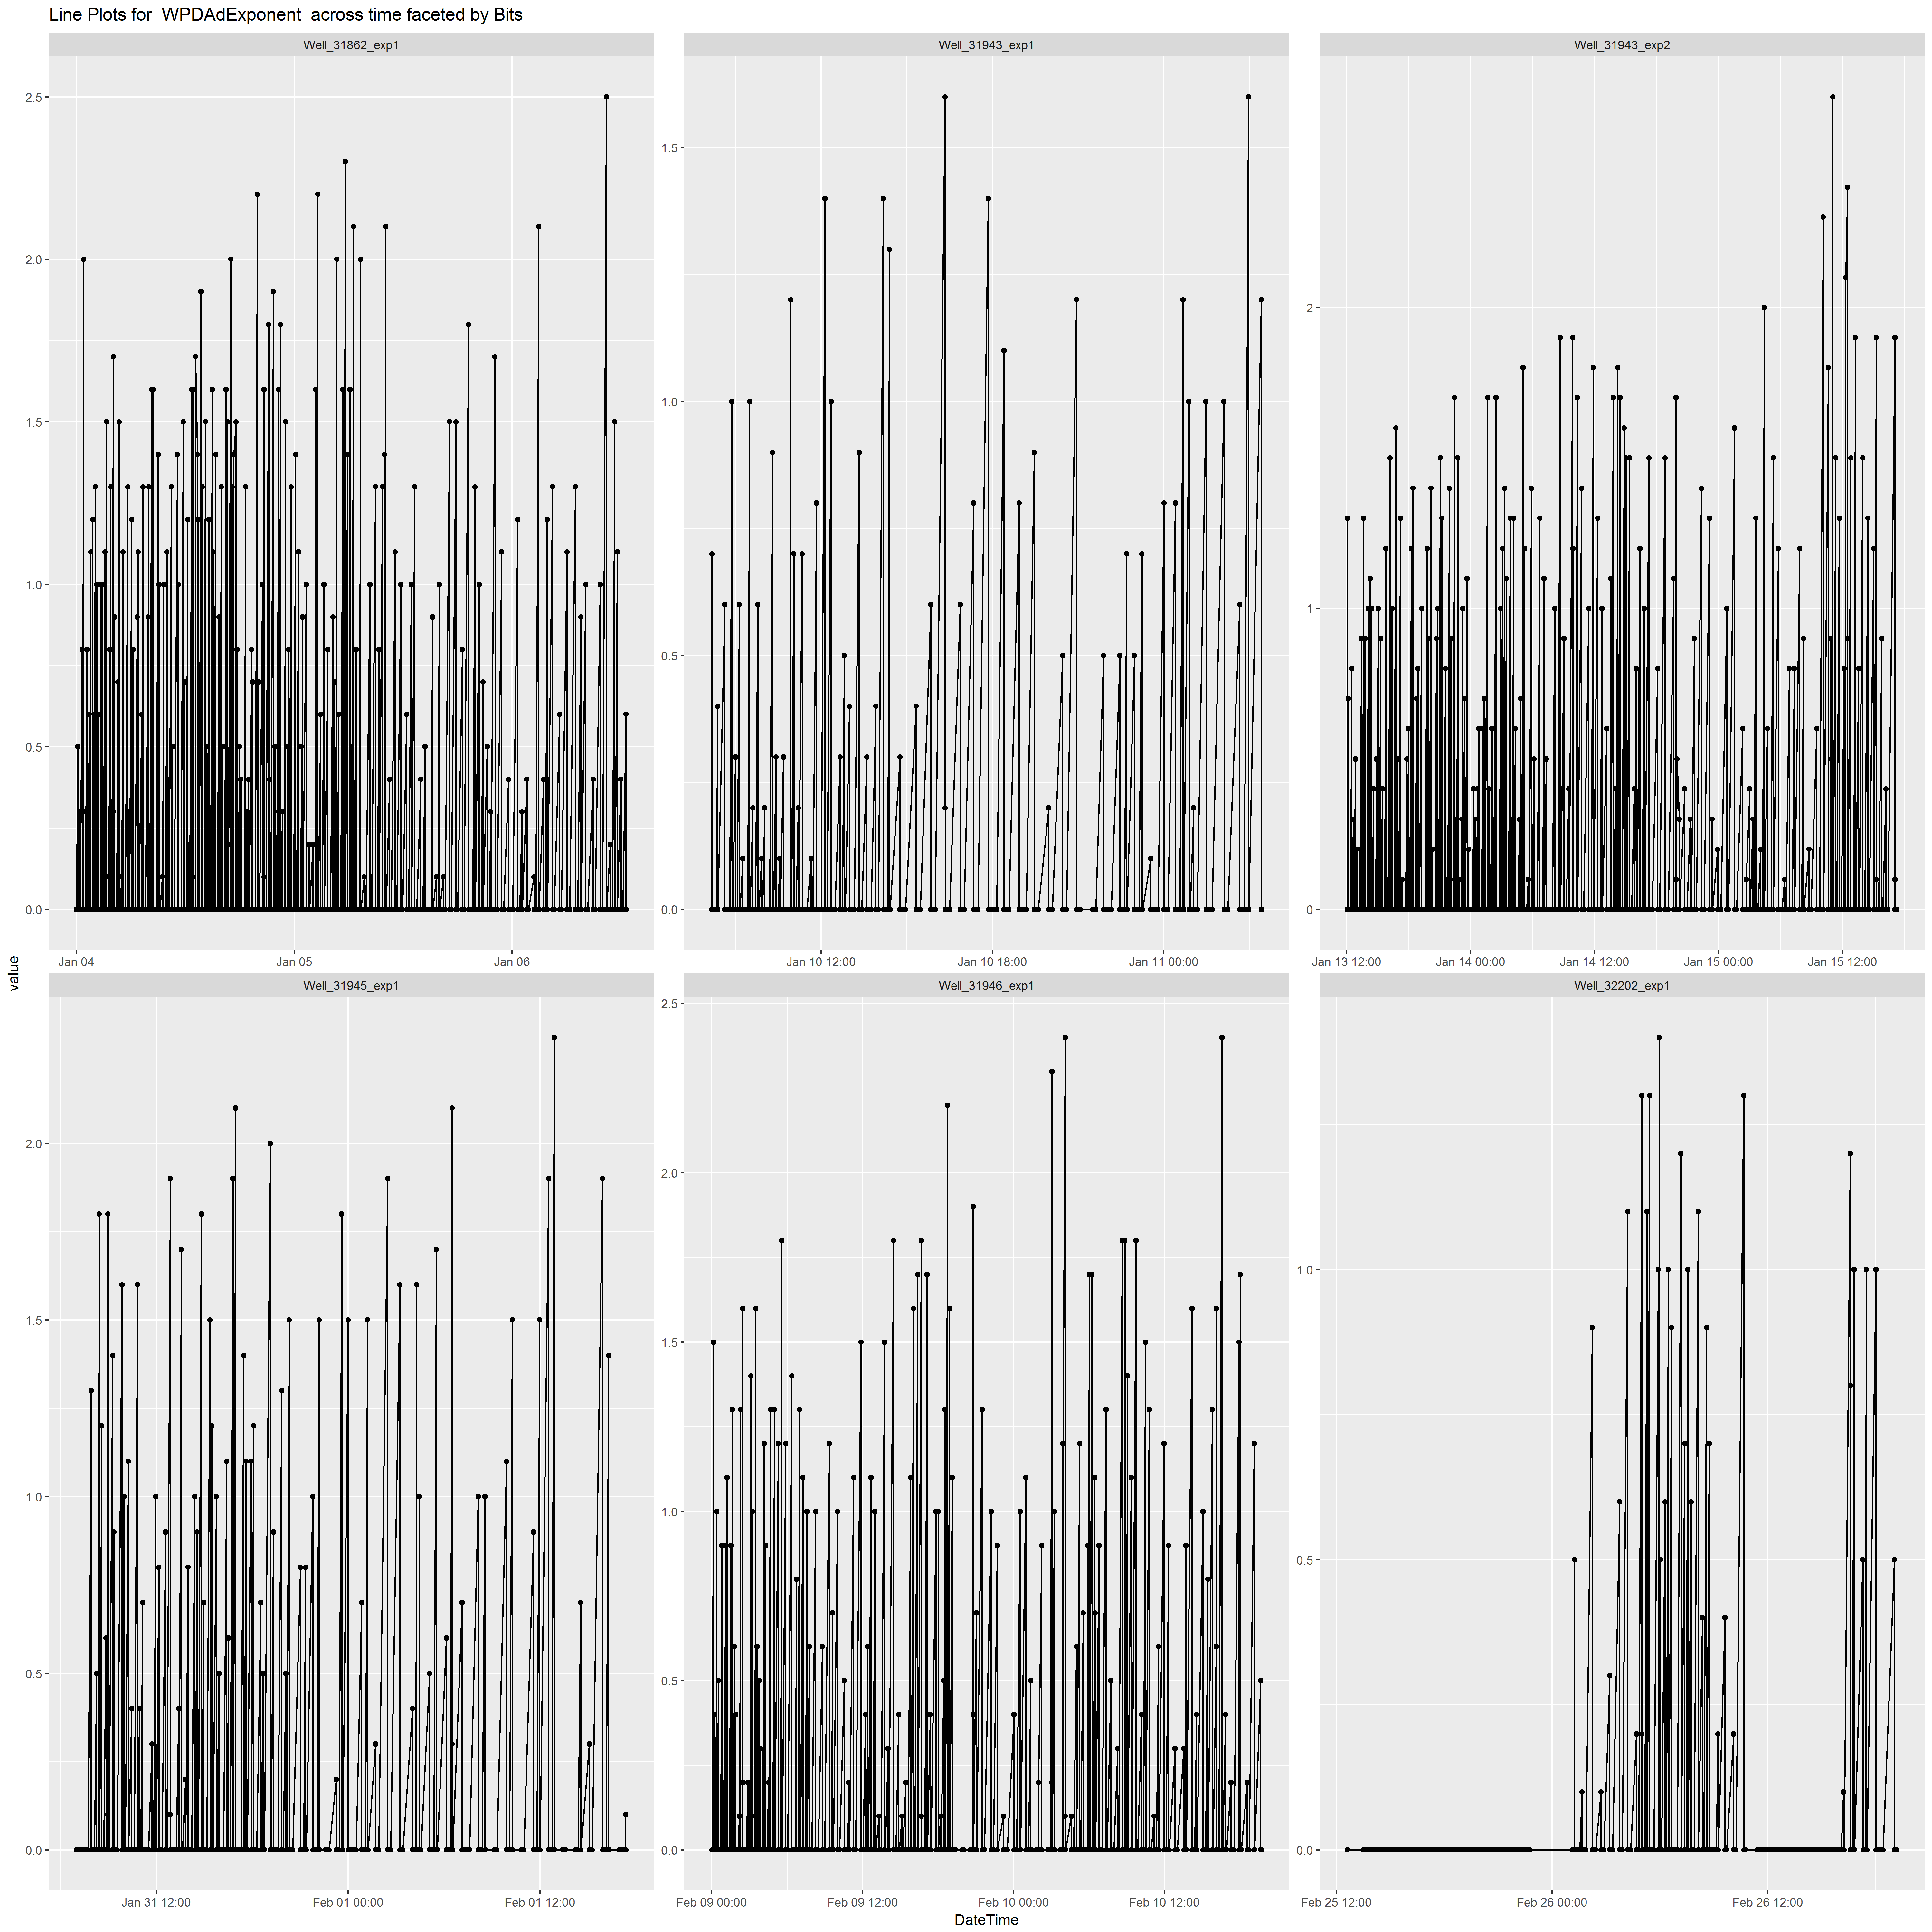 Line Plots for  WPDAdExponent  across time faceted by Bits
Well_31862_exp1
2.5
2.0
1.5
1.0
0.5
0.0
Jan 04 Jan 05 Jan 06
Well_31943_exp1
1.5
1.0
0.5
0.0
Jan 10 12:00 Jan 10 18:00 Jan 11 00:00
Well_31943_exp2
2
1
0
Jan 13 12:00 Jan 14 00:00 Jan 14 12:00 Jan 15 00:00 Jan 15 12:00
value
Well_31945_exp1
2.0
1.5
1.0
0.5
0.0
Jan 31 12:00 Feb 01 00:00 Feb 01 12:00
Well_31946_exp1
2.5
2.0
1.5
1.0
0.5
0.0
Feb 09 00:00 Feb 09 12:00 Feb 10 00:00 Feb 10 12:00
Well_32202_exp1
1.0
0.5
0.0
Feb 25 12:00 Feb 26 00:00 Feb 26 12:00
DateTime